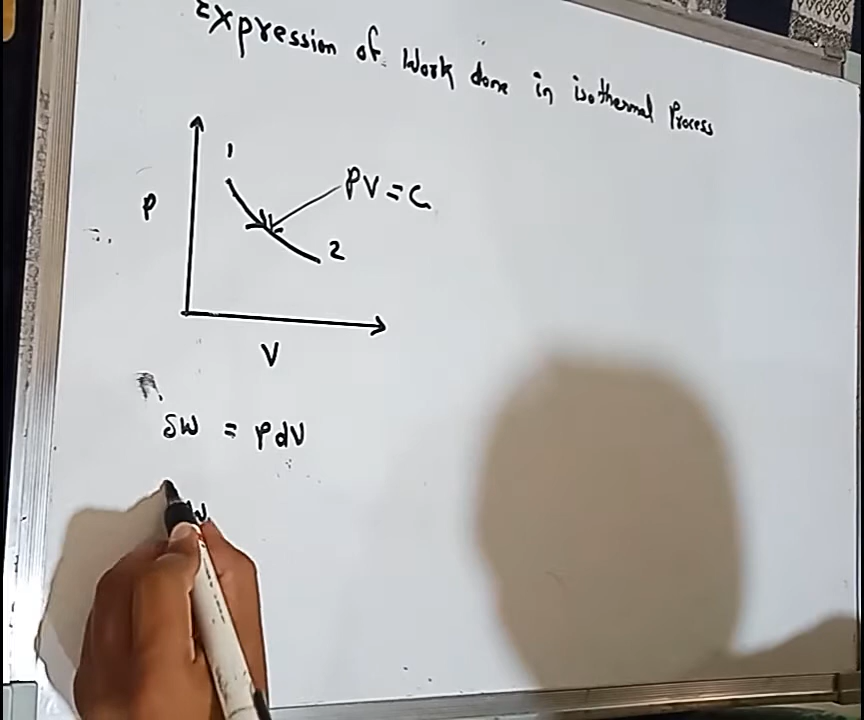 Expression of Work done in isothermal Process
1
P
PV = C
2
V
δW = PdV